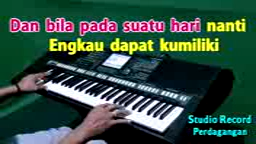 Dan bila pada suatu hari nanti
Engkau dapat kumiliki
Studio Record
Perdagangan